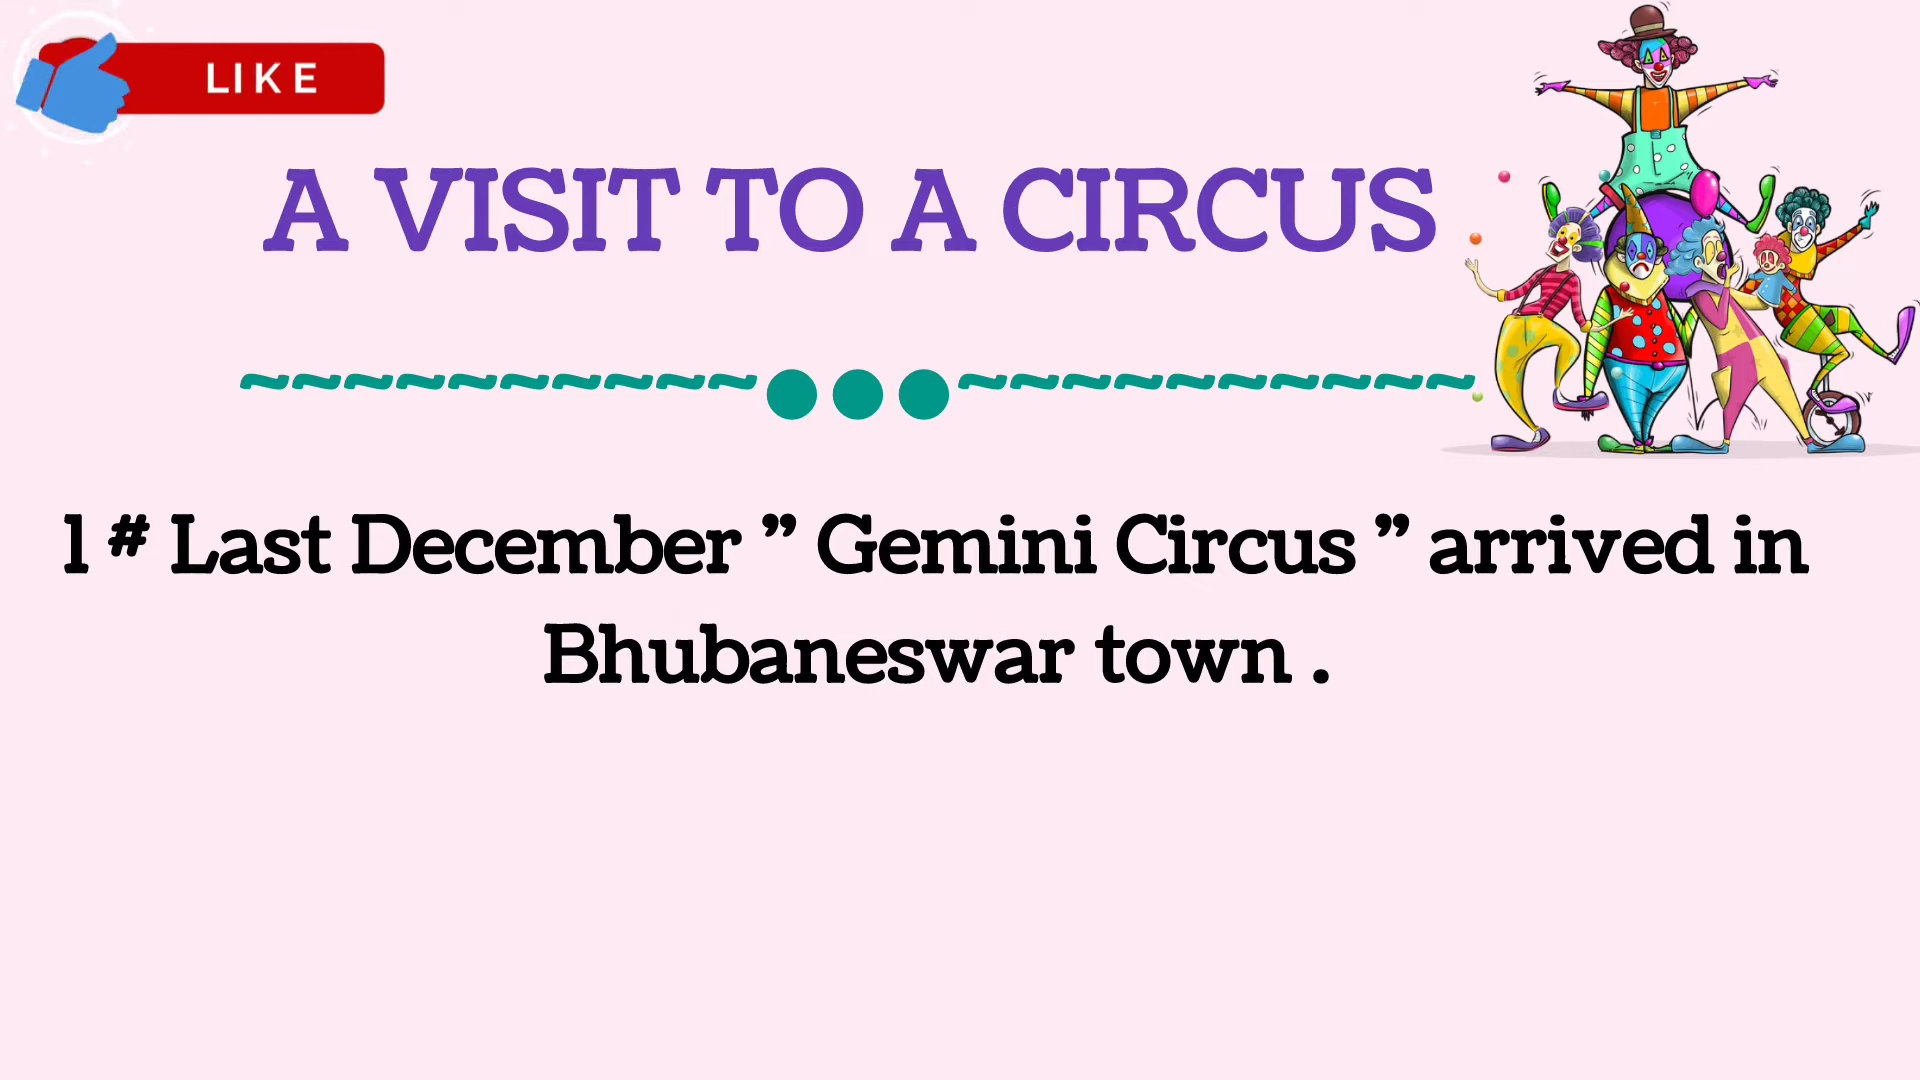 LIKE
A VISIT TO A CIRCUS
~~~~~~~~~~●●●~~~~~~~~~~
1 # Last December ” Gemini Circus ” arrived in
Bhubaneswar town .